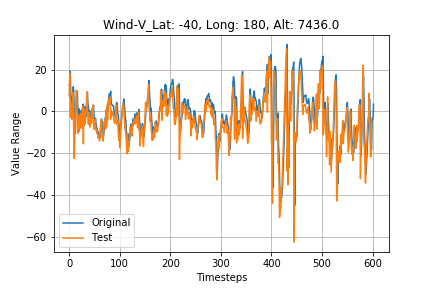 Wind-V_Lat: -40, Long: 180, Alt: 7436.0
Value Range
20
0
−20
−40
−60
Original
Test
0 100 200 300 400 500 600
Timesteps